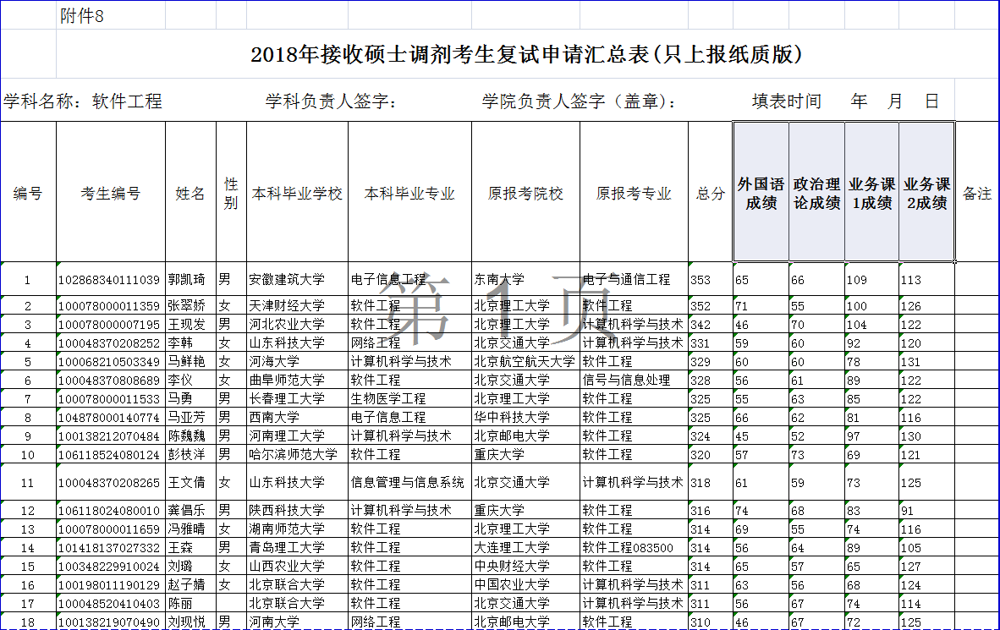 附件8
2018年接收硕士调剂考生复试申请汇总表(只上报纸质版)
学科名称：软件工程 学科负责人签字： 学院负责人签字（盖章）： 填表时间 年 月 日
编号 考生编号 姓名 性别 本科毕业学校 本科毕业专业 原报考院校 原报考专业 总分 外国语成绩 政治理论成绩 业务课1成绩 业务课2成绩 备注
1 102868340111039 郭凯琦 男 安徽建筑大学 电子信息工程 东南大学 电子与通信工程 353 65 66 109 113
2 100078000011359 张翠娇 女 天津财经大学 软件工程 北京理工大学 软件工程 352 71 55 100 126
3 100078000007195 王现发 男 河北农业大学 软件工程 北京理工大学 计算机科学与技术 342 46 70 104 122
4 100048370208252 李韩 女 山东科技大学 网络工程 北京交通大学 计算机科学与技术 331 59 60 92 120
5 100068210503349 马鲜艳 女 河海大学 计算机科学与技术 北京航空航天大学 软件工程 329 60 60 78 131
6 100048370808689 李仪 女 曲阜师范大学 软件工程 北京交通大学 信号与信息处理 328 56 61 89 122
7 100078000011533 马勇 男 长春理工大学 生物医学工程 北京理工大学 软件工程 325 55 63 85 122
8 104878000140774 马亚芳 男 西南大学 电子信息工程 华中科技大学 软件工程 325 66 62 81 116
9 100138212070484 陈魏魏 男 河南理工大学 计算机科学与技术 北京邮电大学 软件工程 324 45 52 97 130
10 106118524080124 彭枝洋 男 哈尔滨师范大学 软件工程 重庆大学 软件工程 320 57 73 69 121
11 100048370208265 王文倩 女 山东科技大学 信息管理与信息系统 北京交通大学 计算机科学与技术 318 61 59 73 125
12 106118024080010 龚倡乐 男 陕西科技大学 计算机科学与技术 重庆大学 软件工程 316 74 68 83 91
13 100078000011659 冯雅晴 女 湖南师范大学 软件工程 北京理工大学 软件工程 314 69 55 74 116
14 101418137027332 王森 男 青岛理工大学 软件工程 大连理工大学 软件工程083500 314 56 64 89 105
15 100348229910024 刘璐 女 山西农业大学 软件工程 中央财经大学 软件工程 314 65 57 65 127
16 100198011190129 赵子婧 女 北京联合大学 软件工程 中国农业大学 计算机科学与技术 311 63 56 68 124
17 100048520410403 陈丽 北京联合大学 软件工程 北京交通大学 计算机科学与技术 311 56 67 74 114
18 100138219070490 刘现悦 男 河南大学 网络工程 北京邮电大学 软件工程 310 46 67 72 125
第 1 页